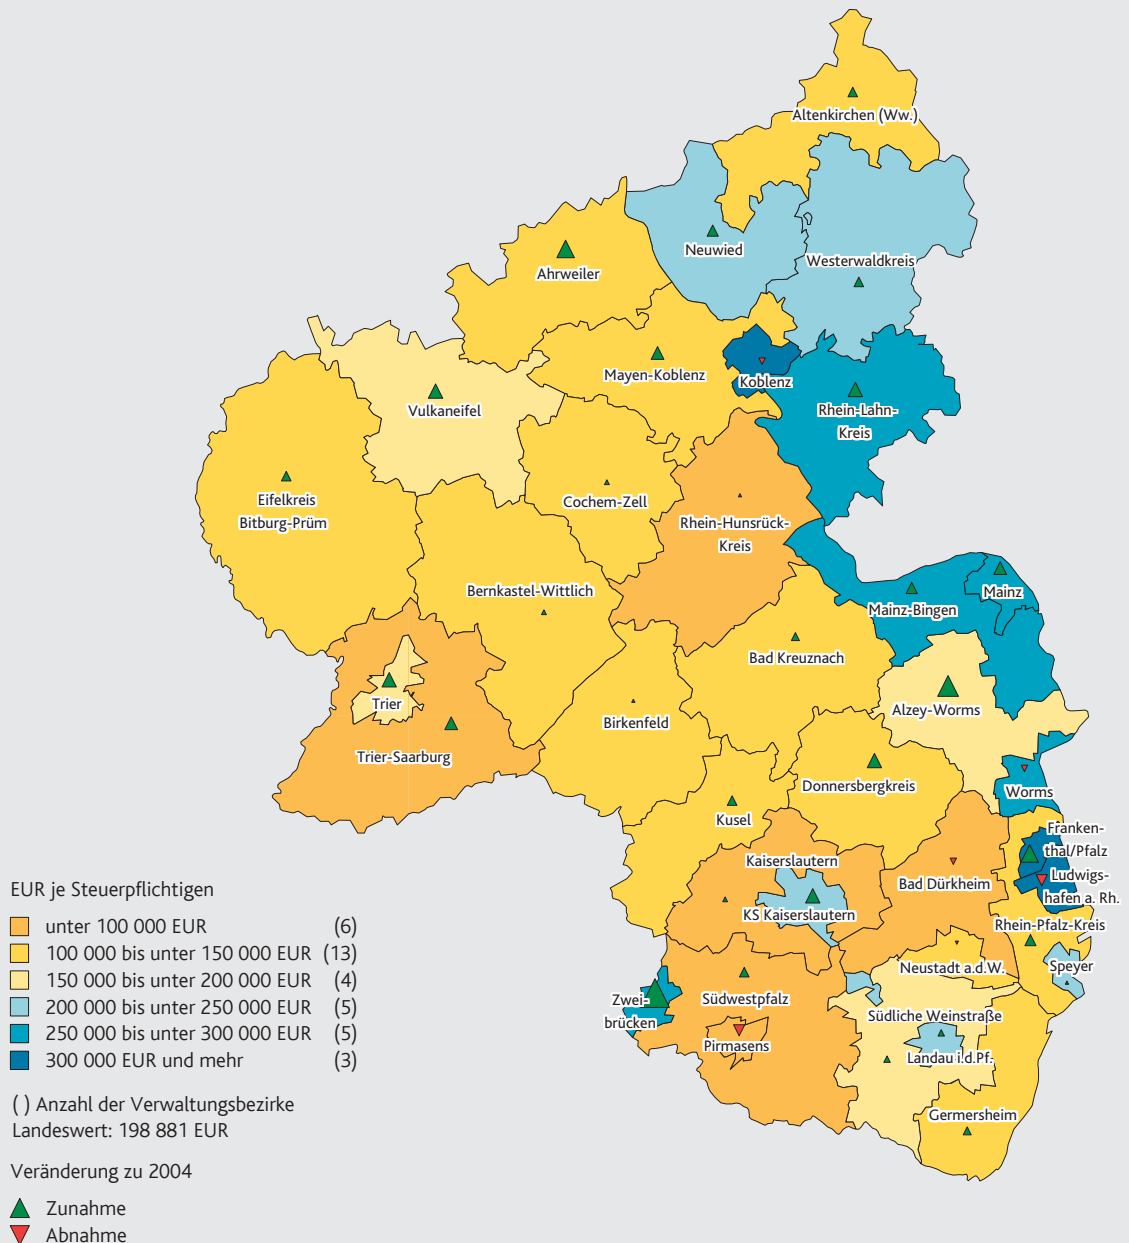 Altenkirchen (Ww.)
Neuwied
Westerwaldkreis
Ahrweiler
Mayen-Koblenz
Koblenz
Rhein-Lahn-
Kreis
Vulkaneifel
Eifelkreis
Bitburg-Prüm
Cochem-Zell
Rhein-Hunsrück-
Kreis
Bernkastel-Wittlich
Mainz-Bingen
Mainz
Bad Kreuznach
Trier
Birkenfeld
Alzey-Worms
Trier-Saarburg
Donnersbergkreis
Worms
Kusel
Franken-
thal/Pfalz
Ludwigs-
hafen a. Rh.
Kaiserslautern
KS Kaiserslautern
Bad Dürkheim
Rhein-Pfalz-Kreis
Neustadt a.d.W.
Speyer
Zwei-
brücken
Südwestpfalz
Pirmasens
Südliche Weinstraße
Landau i.d.Pf.
Germersheim
EUR je Steuerpflichtigen
unter 100 000 EUR (6)
100 000 bis unter 150 000 EUR (13)
150 000 bis unter 200 000 EUR (4)
200 000 bis unter 250 000 EUR (5)
250 000 bis unter 300 000 EUR (5)
300 000 EUR und mehr (3)
( ) Anzahl der Verwaltungsbezirke
Landeswert: 198 881 EUR
Veränderung zu 2004
Zunahme
Abnahme